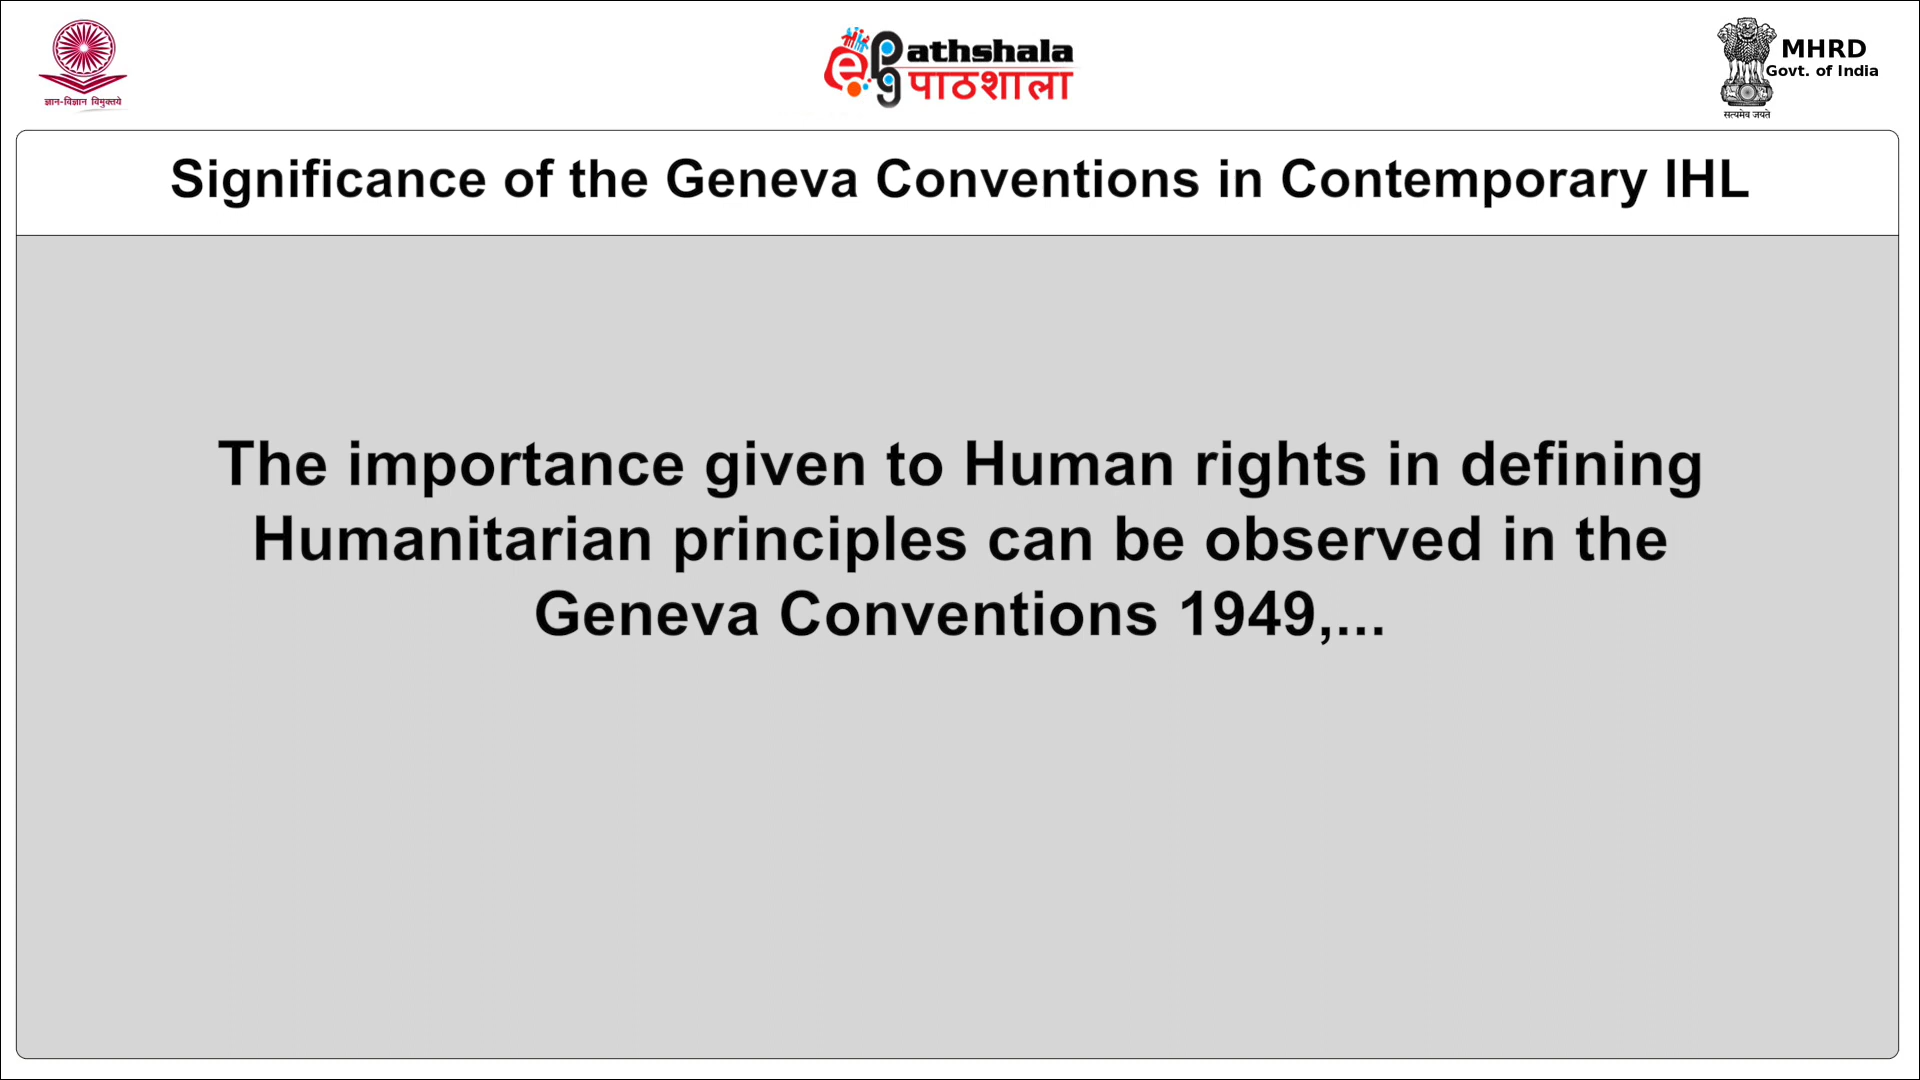 ज्ञान-विज्ञान विमुक्तये
ePathshala
पाठशाला
MHRD
Govt. of India
सत्यमेव जयते
Significance of the Geneva Conventions in Contemporary IHL
The importance given to Human rights in defining
Humanitarian principles can be observed in the
Geneva Conventions 1949,...